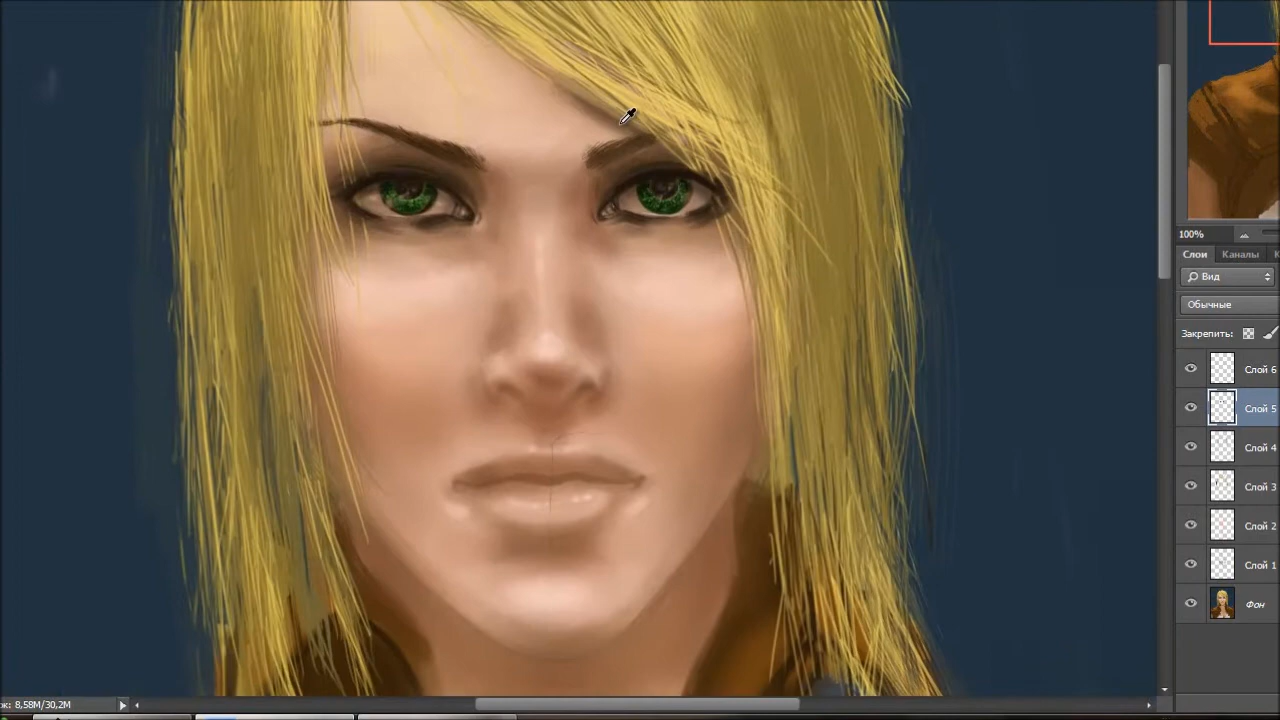 100%
Слои
Каналы
К
Вид
Обычные
Закрепить:
Слой 6
Слой 5
Слой 4
Слой 3
Слой 2
Слой 1
Фон
ж: 8,58M/30,2M